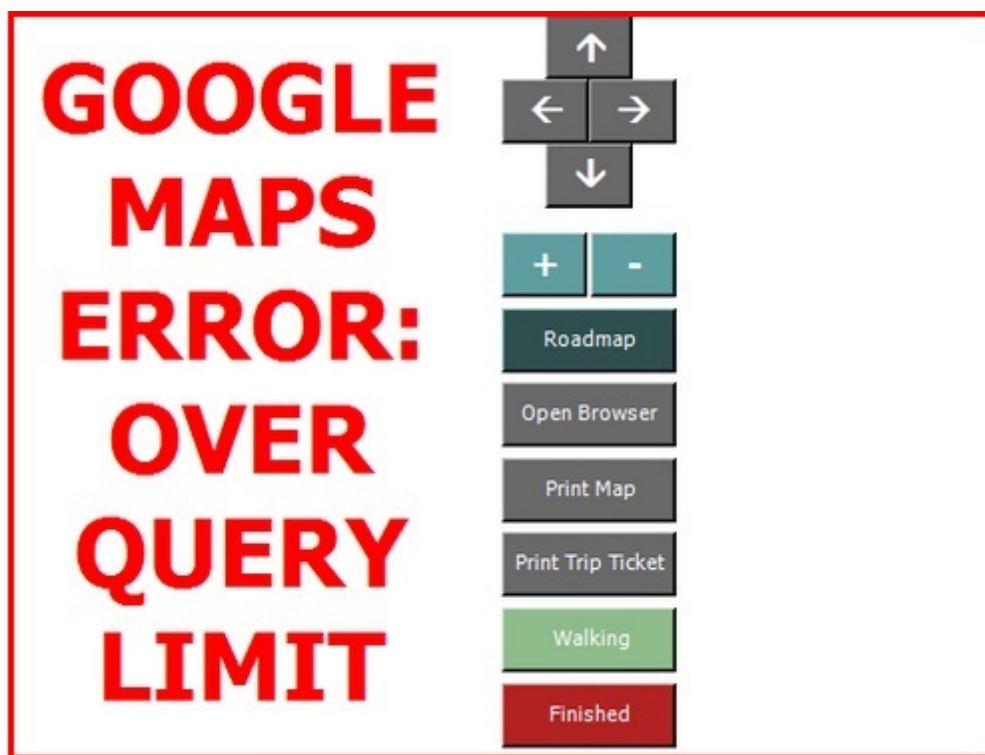 GOOGLE
MAPS
ERROR:
OVER
QUERY
LIMIT
↑
← →
↓
+ -
Roadmap
Open Browser
Print Map
Print Trip Ticket
Walking
Finished